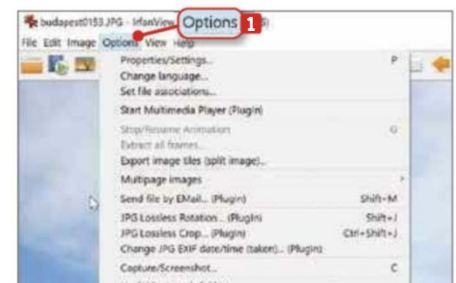 budapest0153.JPG - IrfanView
Options 1
File Edit Image Options View Help
Properties/Settings... P
Change language...
Set file associations...
Start Multimedia Player (Plugin)
Stop/Resume Animation G
Extract all frames...
Export image tiles (split image)...
Multipage images
Send file by EMail... (Plugin) Shift+M
JPG Lossless Rotation... (Plugin) Shift+J
JPG Lossless Crop... (Plugin) Ctrl+Shift+J
Change JPG EXIF date/time (taken)... (Plugin)
Capture/Screenshot... C